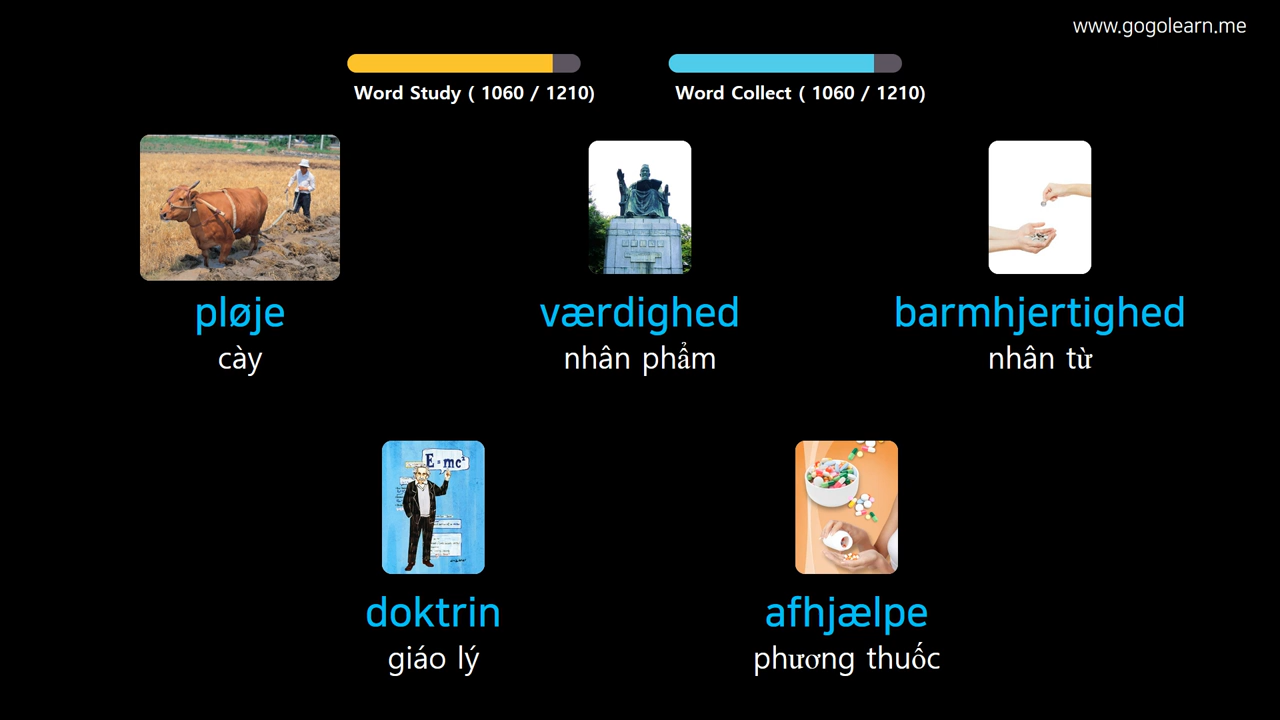 www.gogolearn.me
Word Study ( 1060 / 1210)
Word Collect ( 1060 / 1210)
pløje
cày
værdighed
nhân phẩm
barmhjertighed
nhân từ
E=mc²
doktrin
giáo lý
afhjælpe
phương thuốc